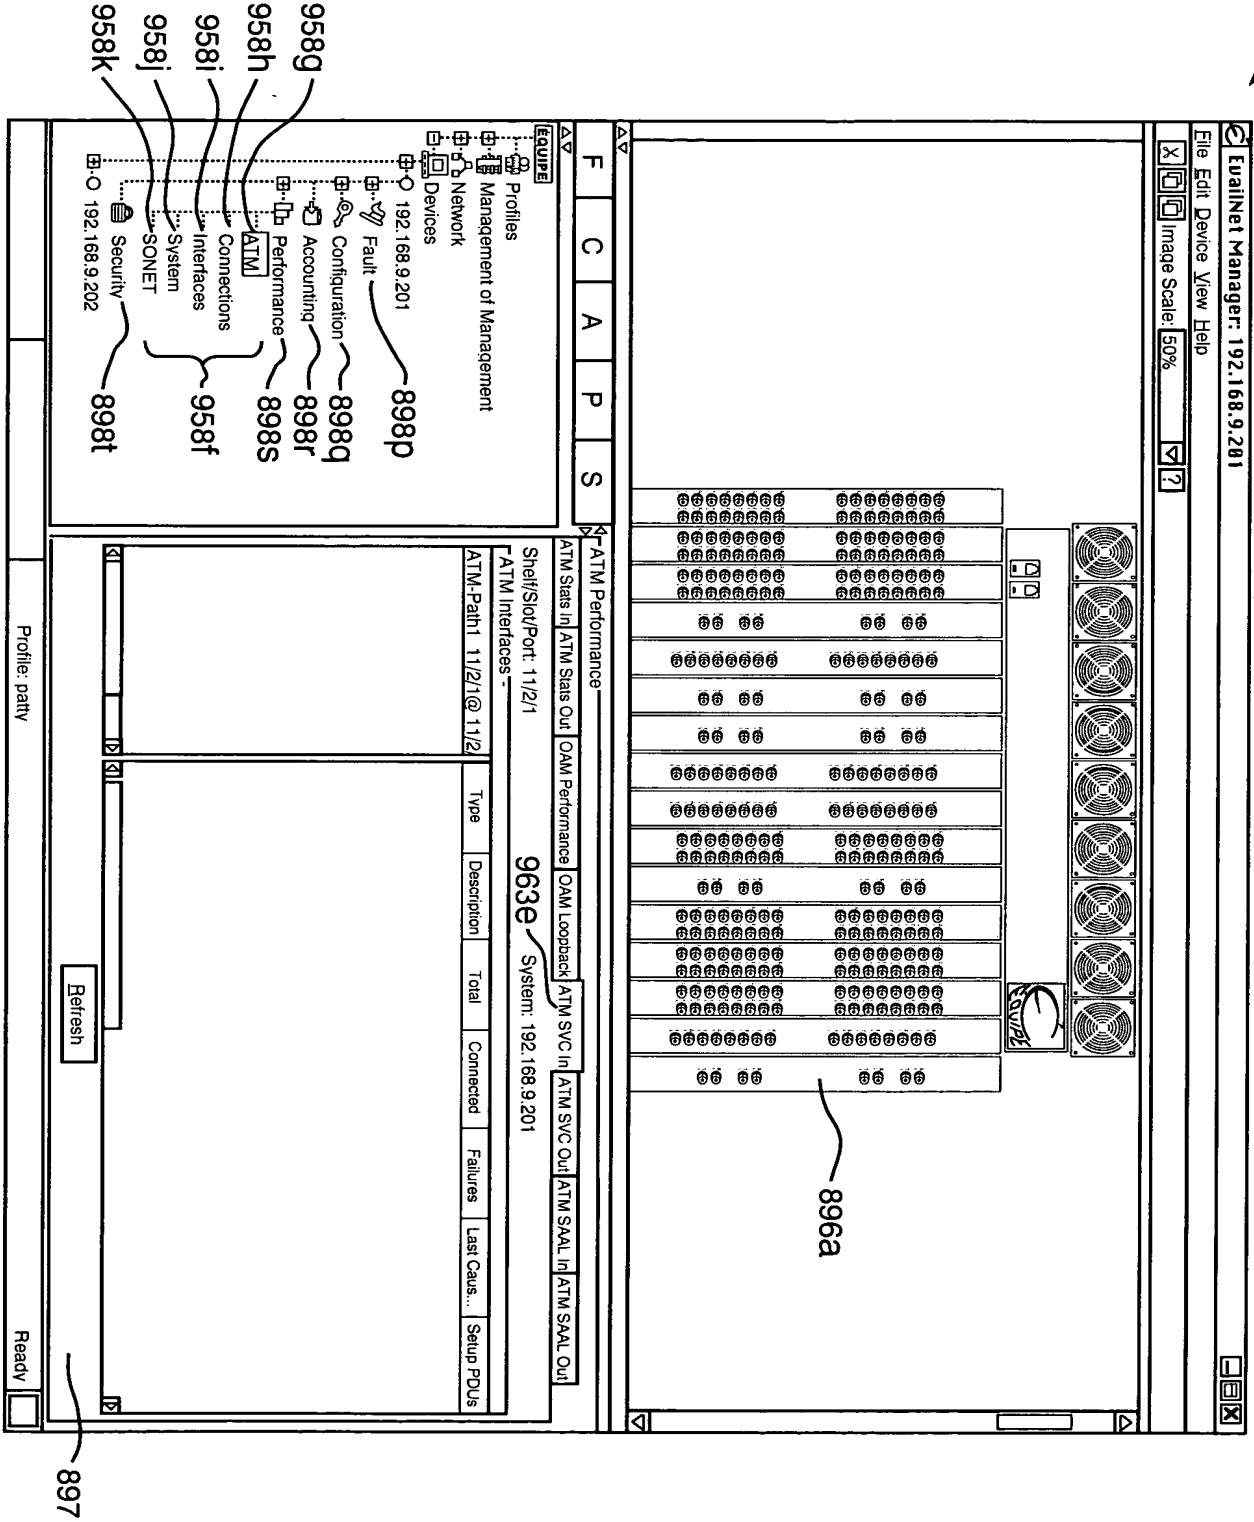 EuailNet Manager: 192.168.9.201
File Edit Device View Help
Image Scale: 50% ?
EQUIPE
896a
F C A P S
EQUIPE
Profiles
Management of Management
Network
Devices
192.168.9.201
Fault
Configuration
Accounting
Performance
ATM
Connections
Interfaces
System
SONET
Security
192.168.9.202
958g
958h
958i
958j
958k
898p
898q
898r
898s
958f
898t
ATM Performance
ATM Stats In ATM Stats Out OAM Performance OAM Loopback ATM SVC In ATM SVC Out ATM SAAL In ATM SAAL Out
Shelf/Slot/Port: 11/2/1 963e System: 192.168.9.201
ATM Interfaces -
ATM-Path1 11/2/1@ 11/2/ Type Description Total Connected Failures Last Caus... Setup PDUs
Refresh
897
Profile: patty Ready